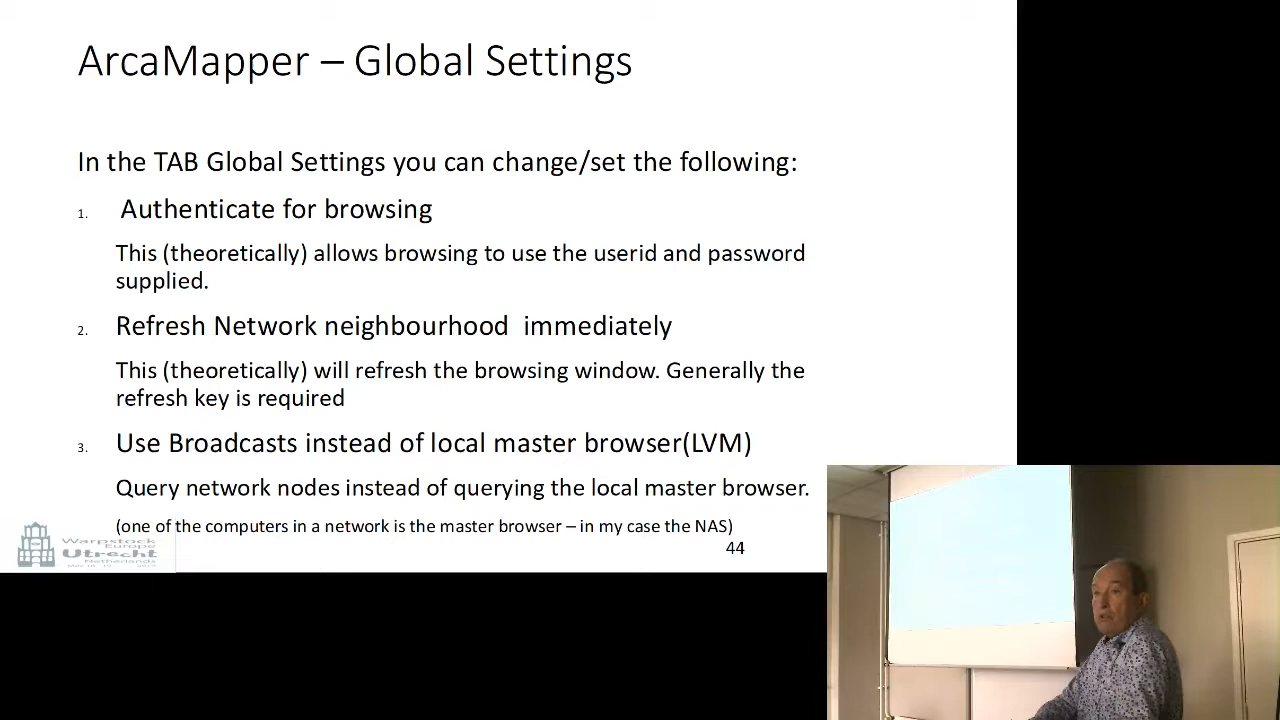 ArcaMapper – Global Settings
In the TAB Global Settings you can change/set the following:
1. Authenticate for browsing
This (theoretically) allows browsing to use the userid and password
supplied.
2. Refresh Network neighbourhood immediately
This (theoretically) will refresh the browsing window. Generally the
refresh key is required
3. Use Broadcasts instead of local master browser(LVM)
Query network nodes instead of querying the local master browser.
(one of the computers in a network is the master browser – in my case the NAS)
Warpstock
Europe
Utrecht
Netherlands
44